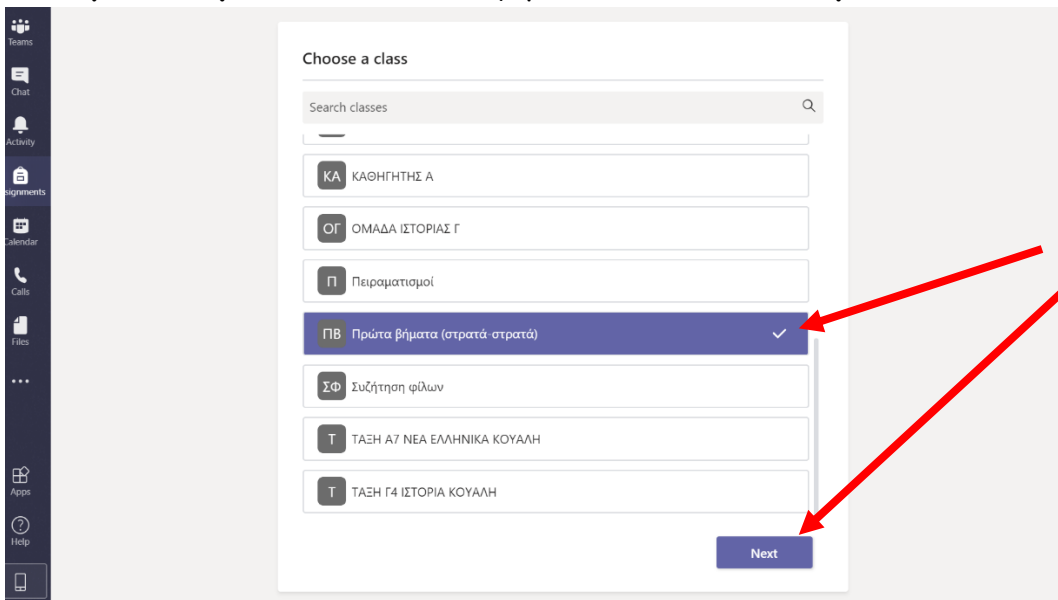 Teams
Chat
Activity
signments
Calendar
Calls
Files
Apps
Help
Choose a class
Search classes
ΚΑ ΚΑΘΗΓΗΤΗΣ Α
ΟΓ ΟΜΑΔΑ ΙΣΤΟΡΙΑΣ Γ
Π Πειραματισμοί
ΠΒ Πρώτα βήματα (στρατά-στρατά)
ΣΦ Συζήτηση φίλων
Τ ΤΑΞΗ Α7 ΝΕΑ ΕΛΛΗΝΙΚΑ ΚΟΥΑΛΗ
Τ ΤΑΞΗ Γ4 ΙΣΤΟΡΙΑ ΚΟΥΑΛΗ
Next